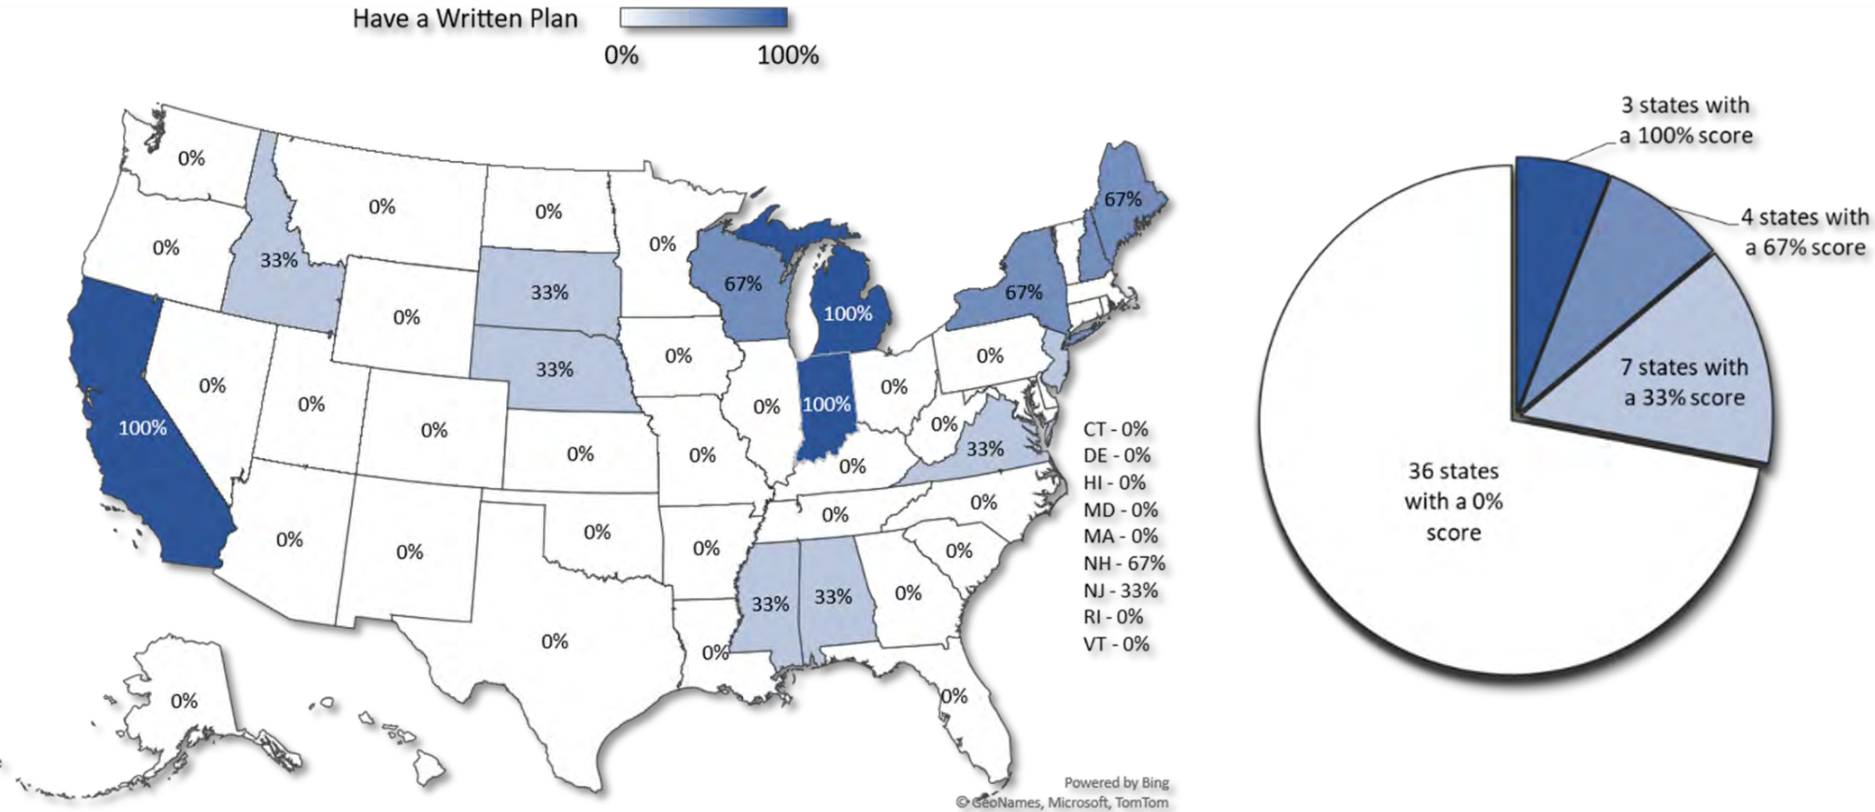 Have a Written Plan
0% 100%
0%
0%
0%
0%
67%
0%
33%
67%
33%
0%
67%
100%
0%
33%
0%
0%
0%
0%
0%
100%
0%
0%
0%
100%
0%
33%
0%
0%
0%
0%
0%
0%
0%
0%
0%
0%
0%
0%
33%
33%
0%
0%
0%
0%
0%
CT - 0%
DE - 0%
HI - 0%
MD - 0%
MA - 0%
NH - 67%
NJ - 33%
RI - 0%
VT - 0%
Powered by Bing
© GeoNames, Microsoft, TomTom
3 states with
a 100% score
4 states with
a 67% score
7 states with
a 33% score
36 states
with a 0%
score